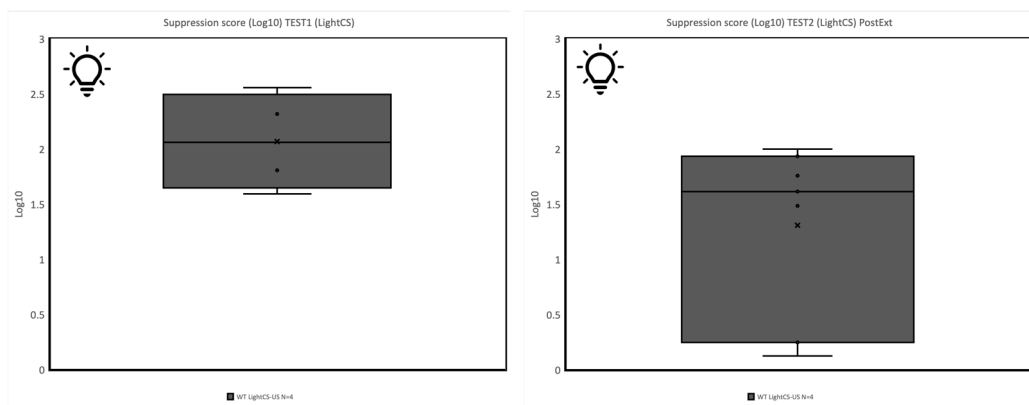 Suppression score (Log10) TEST1 (LightCS)
3
2.5
2
1.5
1
0.5
0
Log10
WT LightCS-US N=4
Suppression score (Log10) TEST2 (LightCS) PostExt
3
2.5
2
1.5
1
0.5
0
Log10
WT LightCS-US N=4